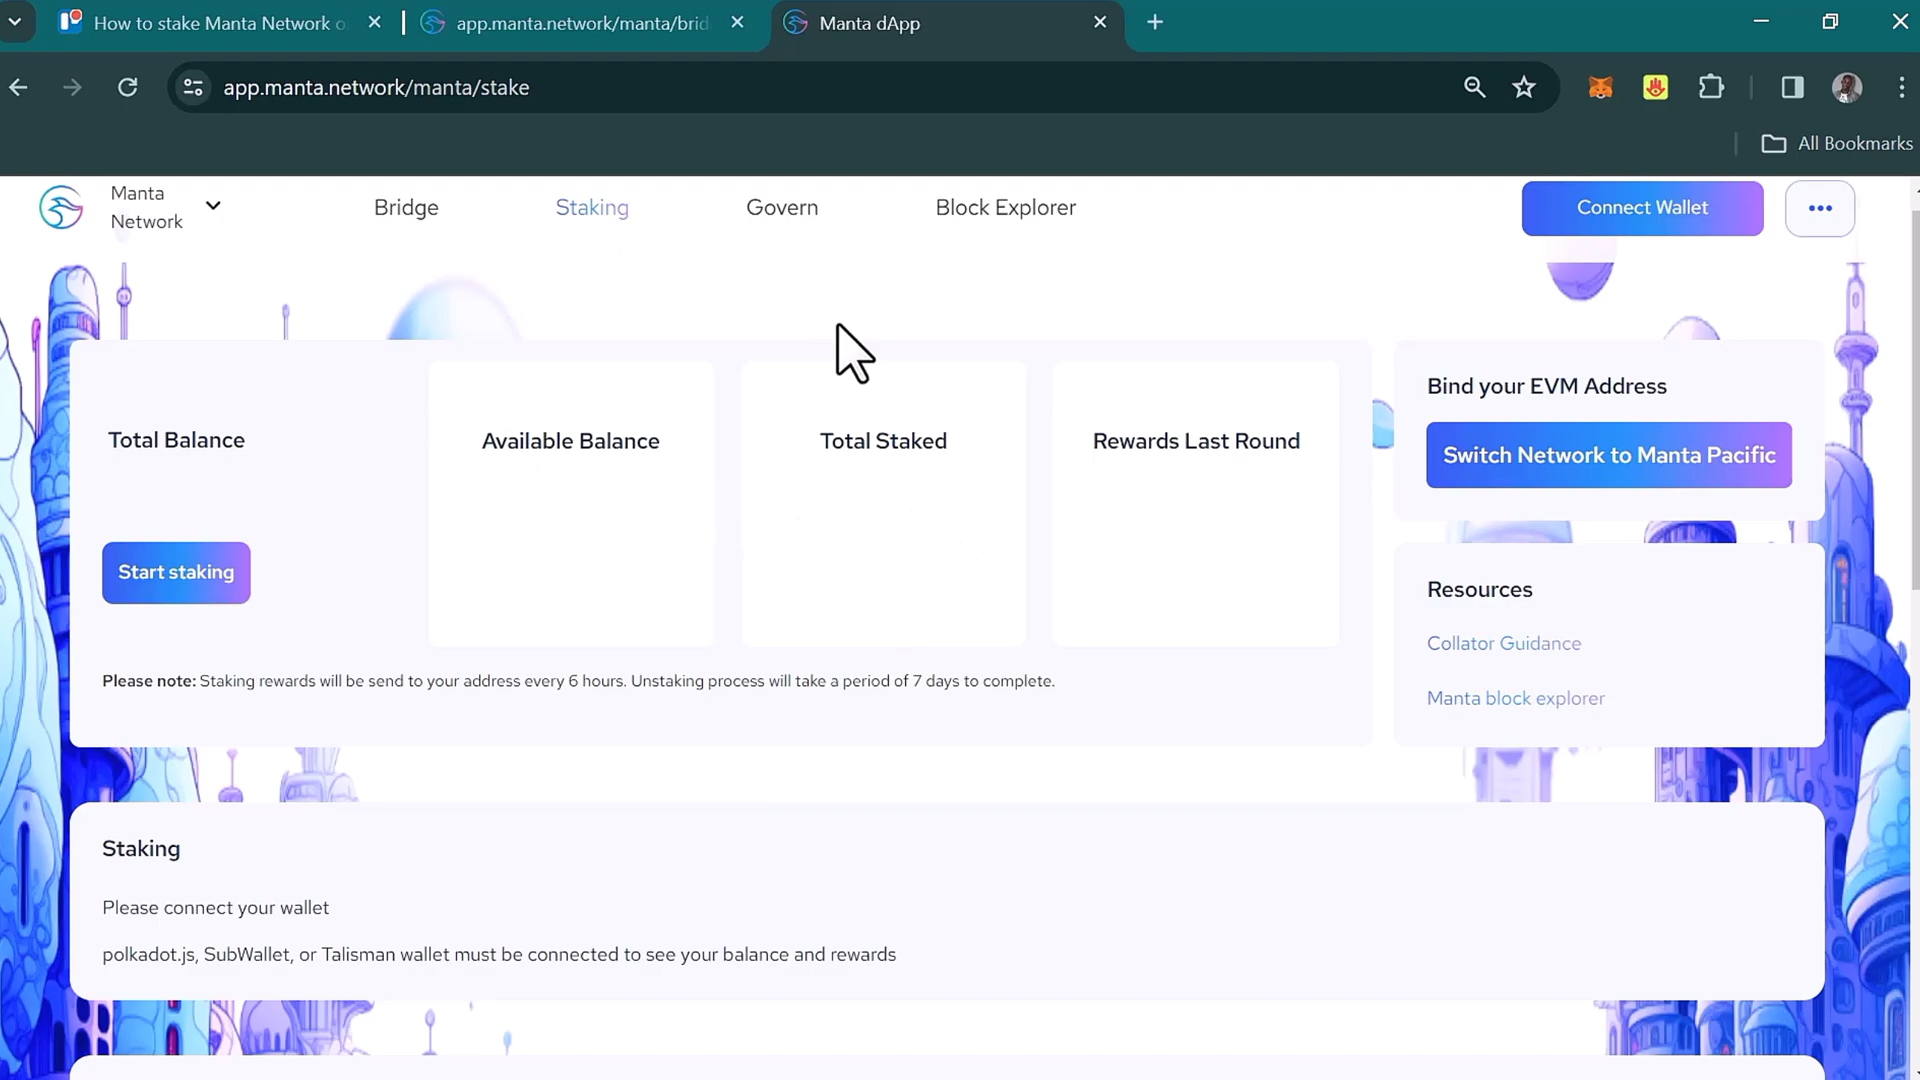 How to stake Manta Network o
app.manta.network/manta/brid
Manta dApp
app.manta.network/manta/stake
All Bookmarks
Manta
Network
Bridge
Staking
Govern
Block Explorer
Connect Wallet
Total Balance
Available Balance
Total Staked
Rewards Last Round
Start staking
Please note: Staking rewards will be send to your address every 6 hours. Unstaking process will take a period of 7 days to complete.
Bind your EVM Address
Switch Network to Manta Pacific
Resources
Collator Guidance
Manta block explorer
Staking
Please connect your wallet
polkadot.js, SubWallet, or Talisman wallet must be connected to see your balance and rewards